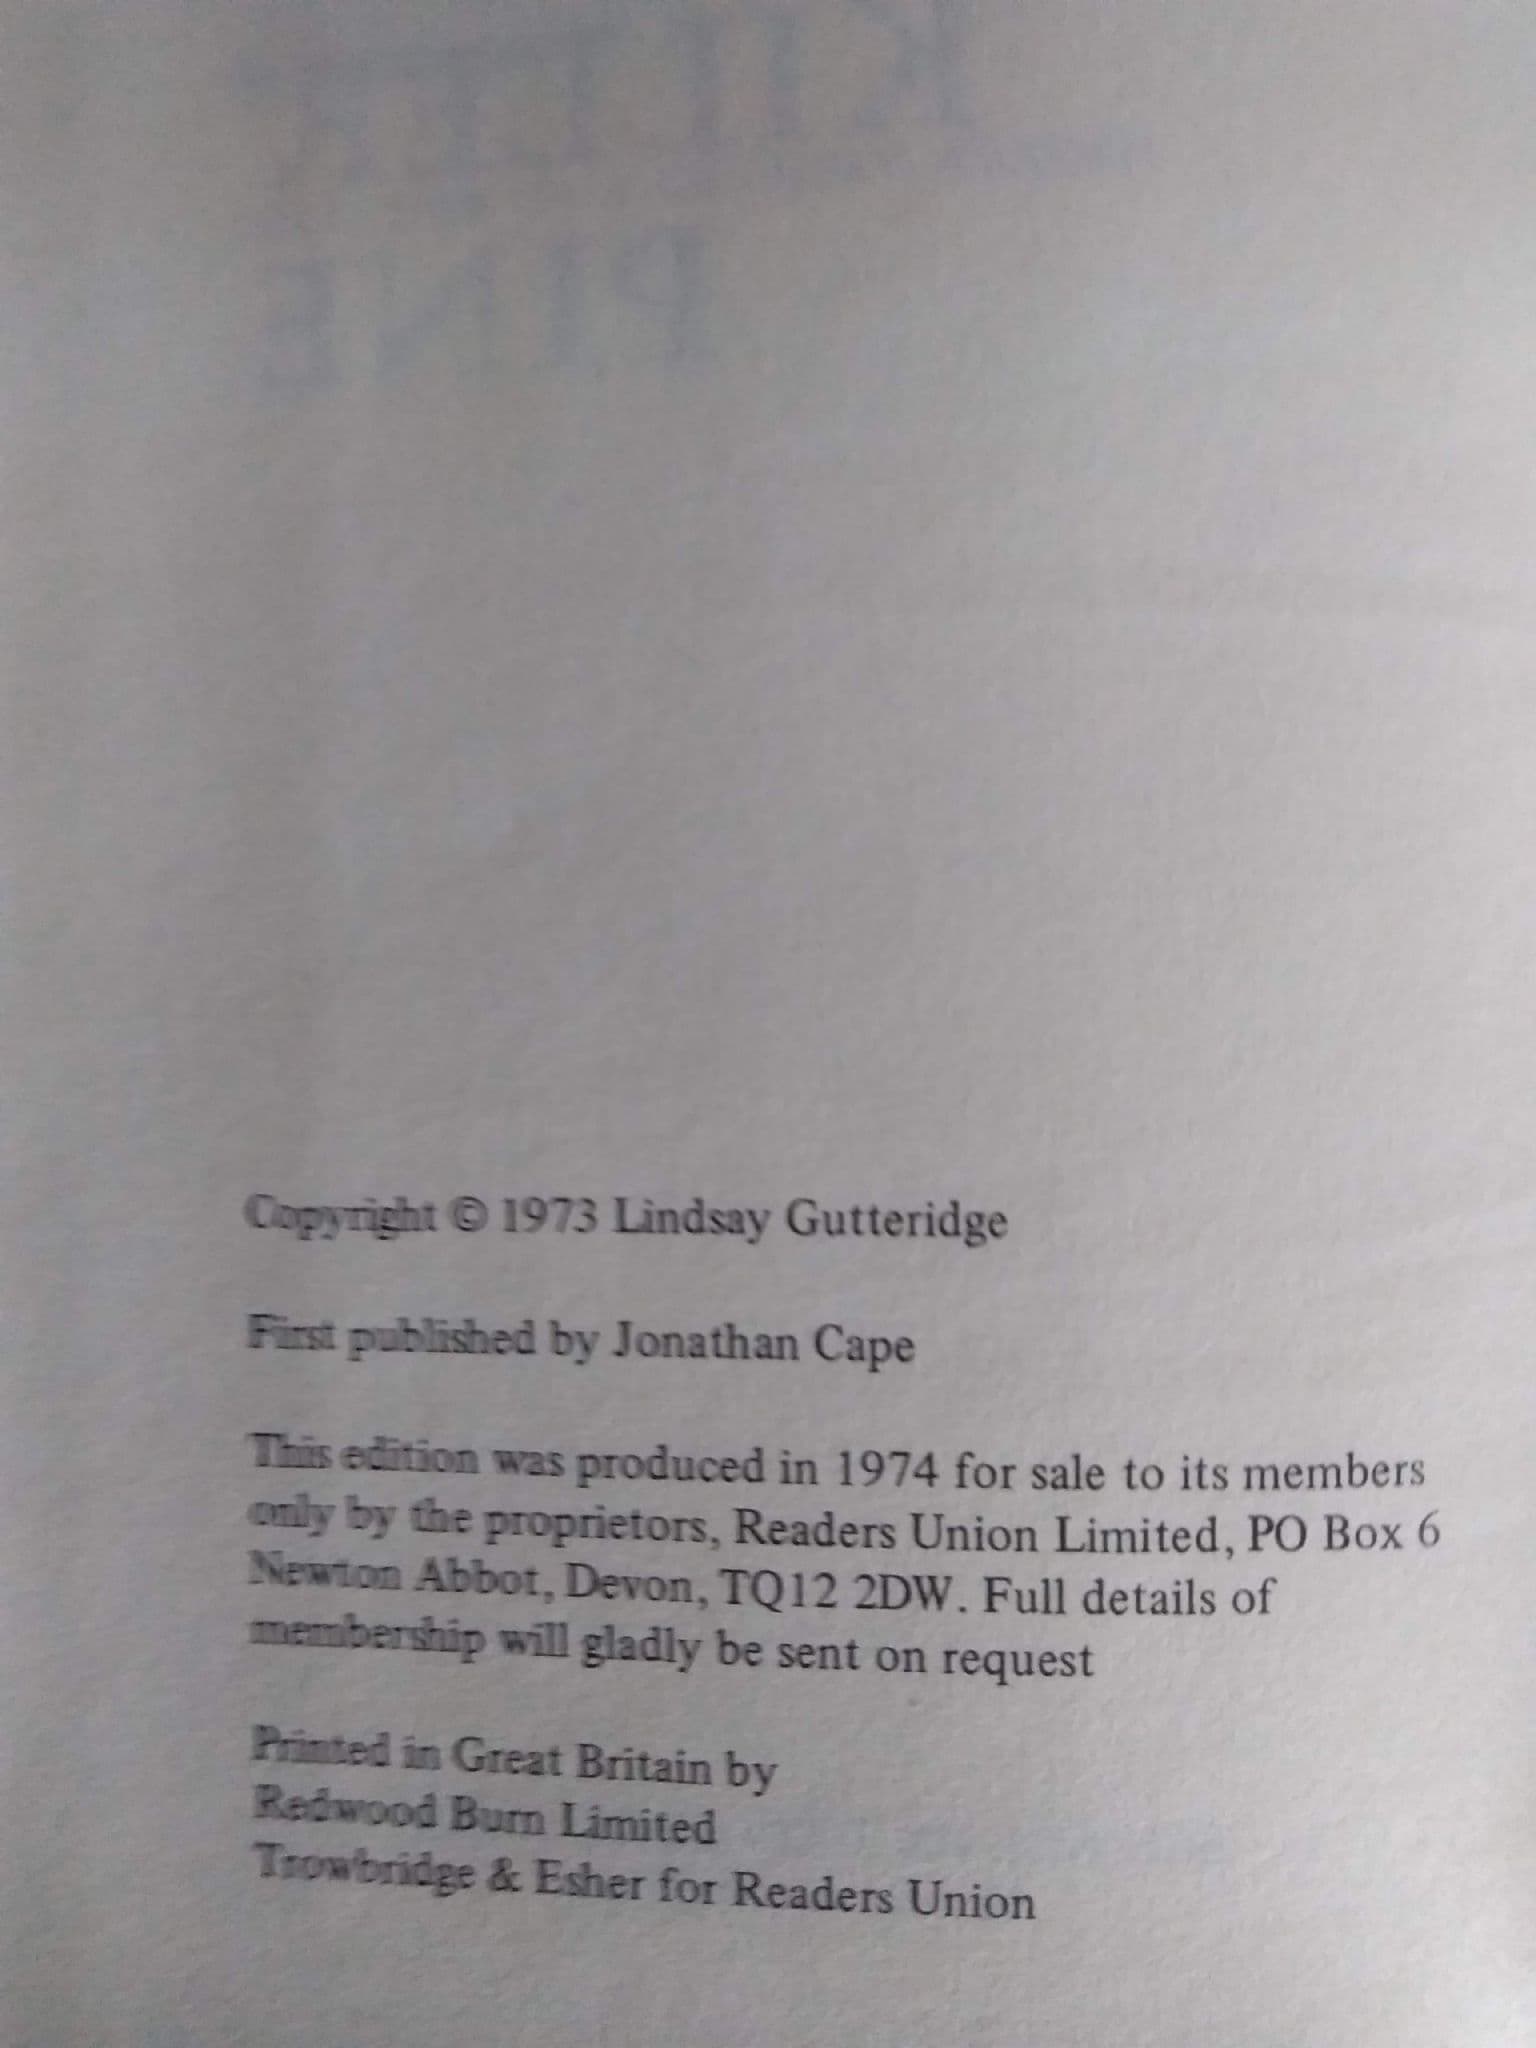 KILLER
PINE
Copyright © 1973 Lindsay Gutteridge
First published by Jonathan Cape
This edition was produced in 1974 for sale to its members
only by the proprietors, Readers Union Limited, PO Box 6
Newton Abbot, Devon, TQ12 2DW. Full details of
membership will gladly be sent on request
Printed in Great Britain by
Redwood Burn Limited
Trowbridge & Esher for Readers Union